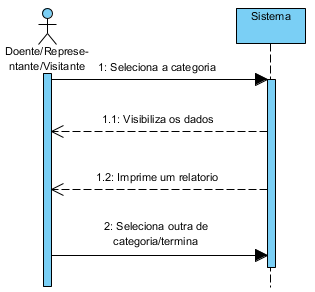 Sistema
Doente/Represe-
ntante/Visitante
1: Seleciona a categoria
1.1: Visibiliza os dados
1.2: Imprime um relatorio
2: Seleciona outra de
categoria/termina